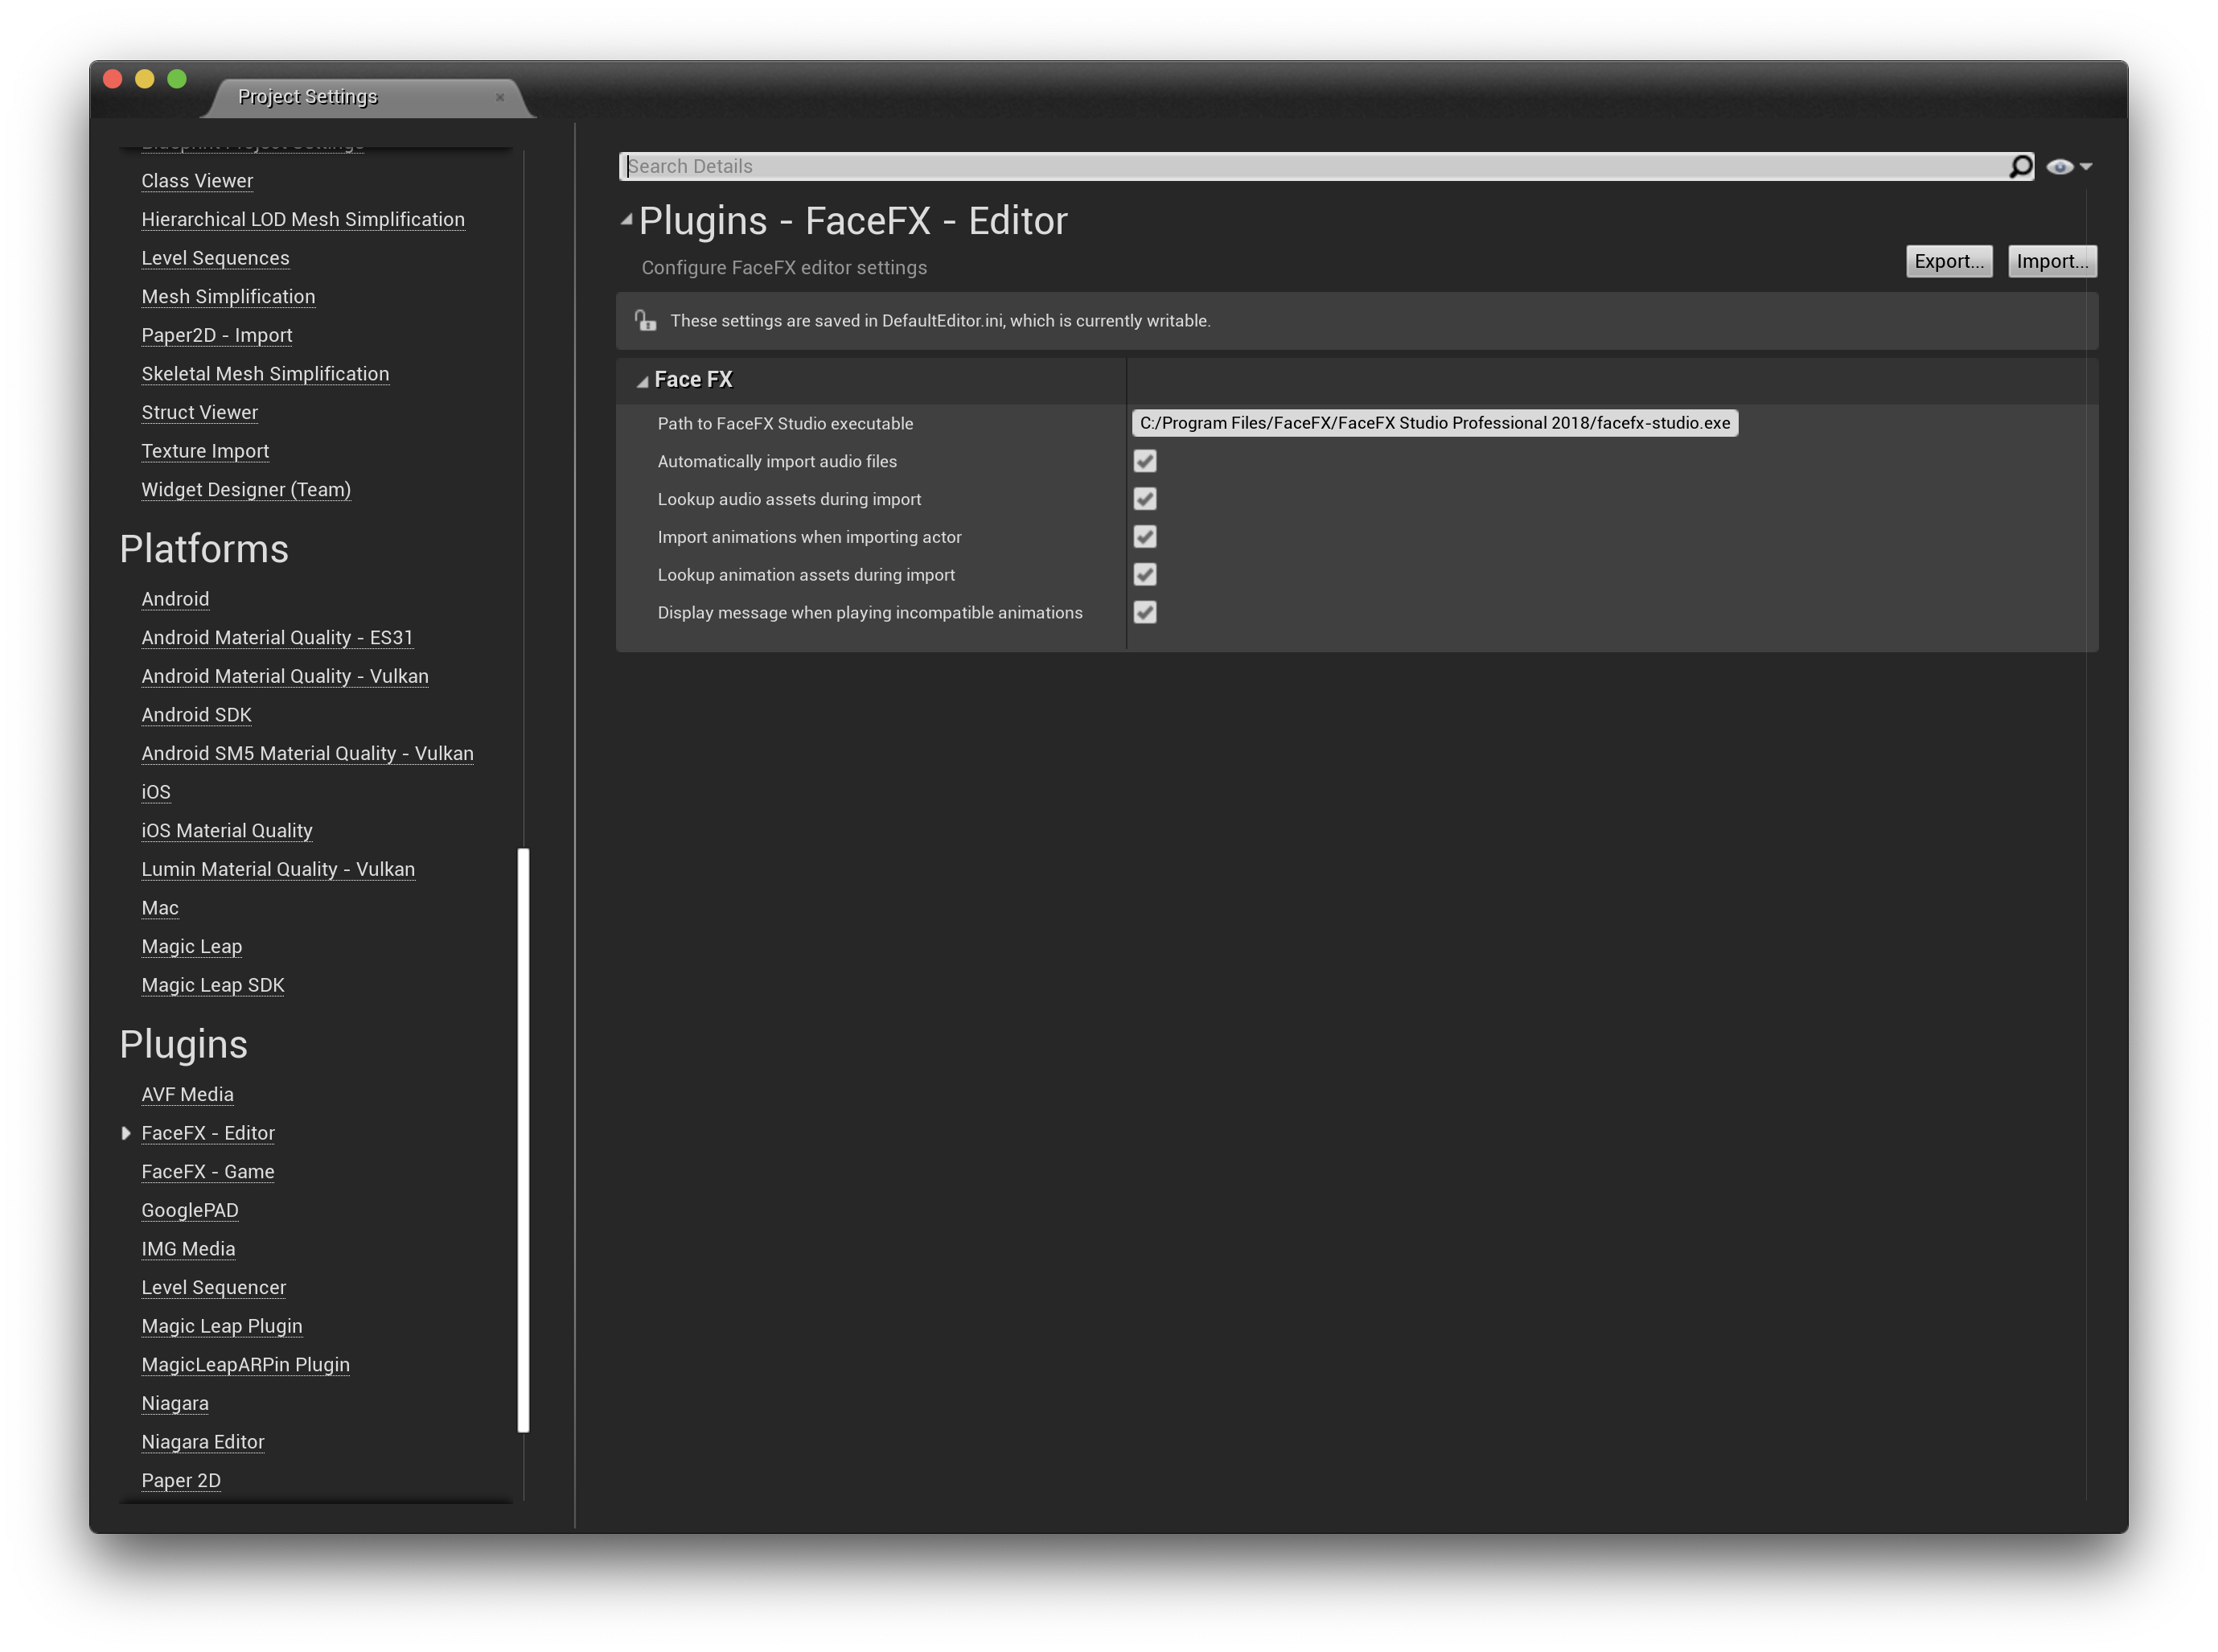 Project Settings
Blueprint Project Settings
Class Viewer
Hierarchical LOD Mesh Simplification
Level Sequences
Mesh Simplification
Paper2D - Import
Skeletal Mesh Simplification
Struct Viewer
Texture Import
Widget Designer (Team)
Platforms
Android
Android Material Quality - ES31
Android Material Quality - Vulkan
Android SDK
Android SM5 Material Quality - Vulkan
iOS
iOS Material Quality
Lumin Material Quality - Vulkan
Mac
Magic Leap
Magic Leap SDK
Plugins
AVF Media
FaceFX - Editor
FaceFX - Game
GooglePAD
IMG Media
Level Sequencer
Magic Leap Plugin
MagicLeapARPin Plugin
Niagara
Niagara Editor
Paper 2D
Search Details
Plugins - FaceFX - Editor
Configure FaceFX editor settings
Export... Import...
These settings are saved in DefaultEditor.ini, which is currently writable.
Face FX
Path to FaceFX Studio executable C:/Program Files/FaceFX/FaceFX Studio Professional 2018/facefx-studio.exe
Automatically import audio files
Lookup audio assets during import
Import animations when importing actor
Lookup animation assets during import
Display message when playing incompatible animations